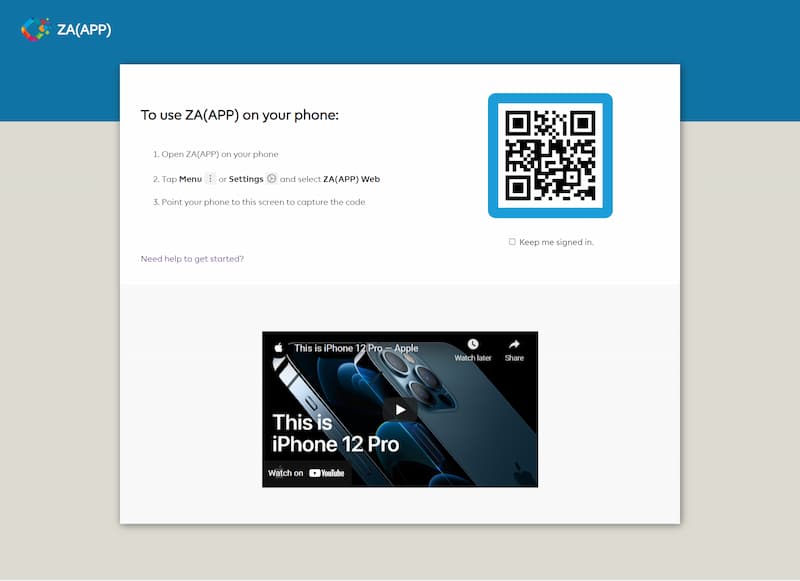 ZA(APP)
To use ZA(APP) on your phone:
1. Open ZA(APP) on your phone
2. Tap Menu or Settings and select ZA(APP) Web
3. Point your phone to this screen to capture the code
Keep me signed in.
Need help to get started?
This is iPhone 12 Pro — Apple
Watch later
Share
This is
iPhone 12 Pro
Watch on YouTube